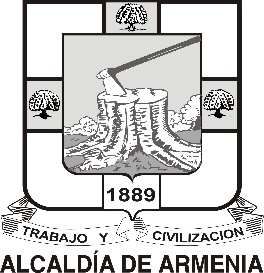 1889
TRABAJO Y CIVILIZACION
ALCALDÍA DE ARMENIA